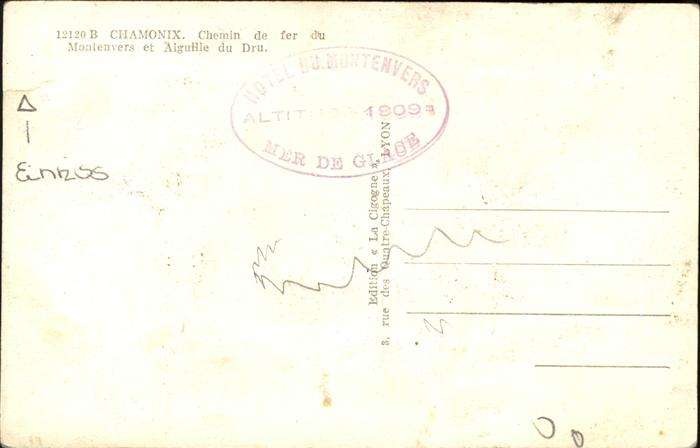 12120 B CHAMONIX. Chemin de fer du
Montenvers et Aiguille du Dru.
HOTEL DU MONTENVERS
ALTITUDE 1909m
MER DE GLACE
Einriss
Edition « La Cigogne »,
3, rue des Quatre-Chapeaux, LYON